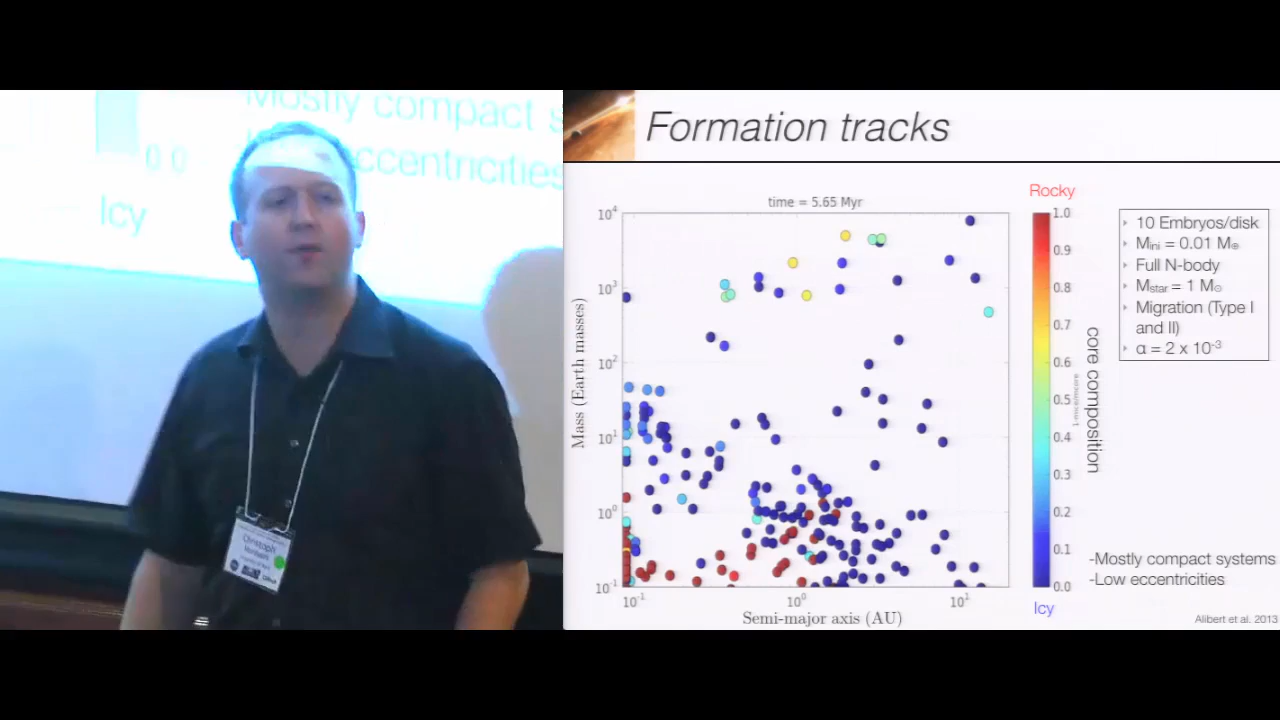 Mostly compact s
eccentricities
0 0
Icy
Christoph
Formation tracks
time = 5.65 Myr
Rocky
10⁴
10³
10²
10¹
10⁰
10⁻¹
Mass (Earth masses)
10⁻¹
10⁰
10¹
Semi-major axis (AU)
1.0
0.9
0.8
0.7
0.6
0.5
0.4
0.3
0.2
0.1
0.0
core composition
Icy
10 Embryos/disk
Mini = 0.01 M⊕
Full N-body
Mstar = 1 M⊙
Migration (Type I
and II)
α = 2 x 10⁻³
-Mostly compact systems
-Low eccentricities
Alibert et al. 2013